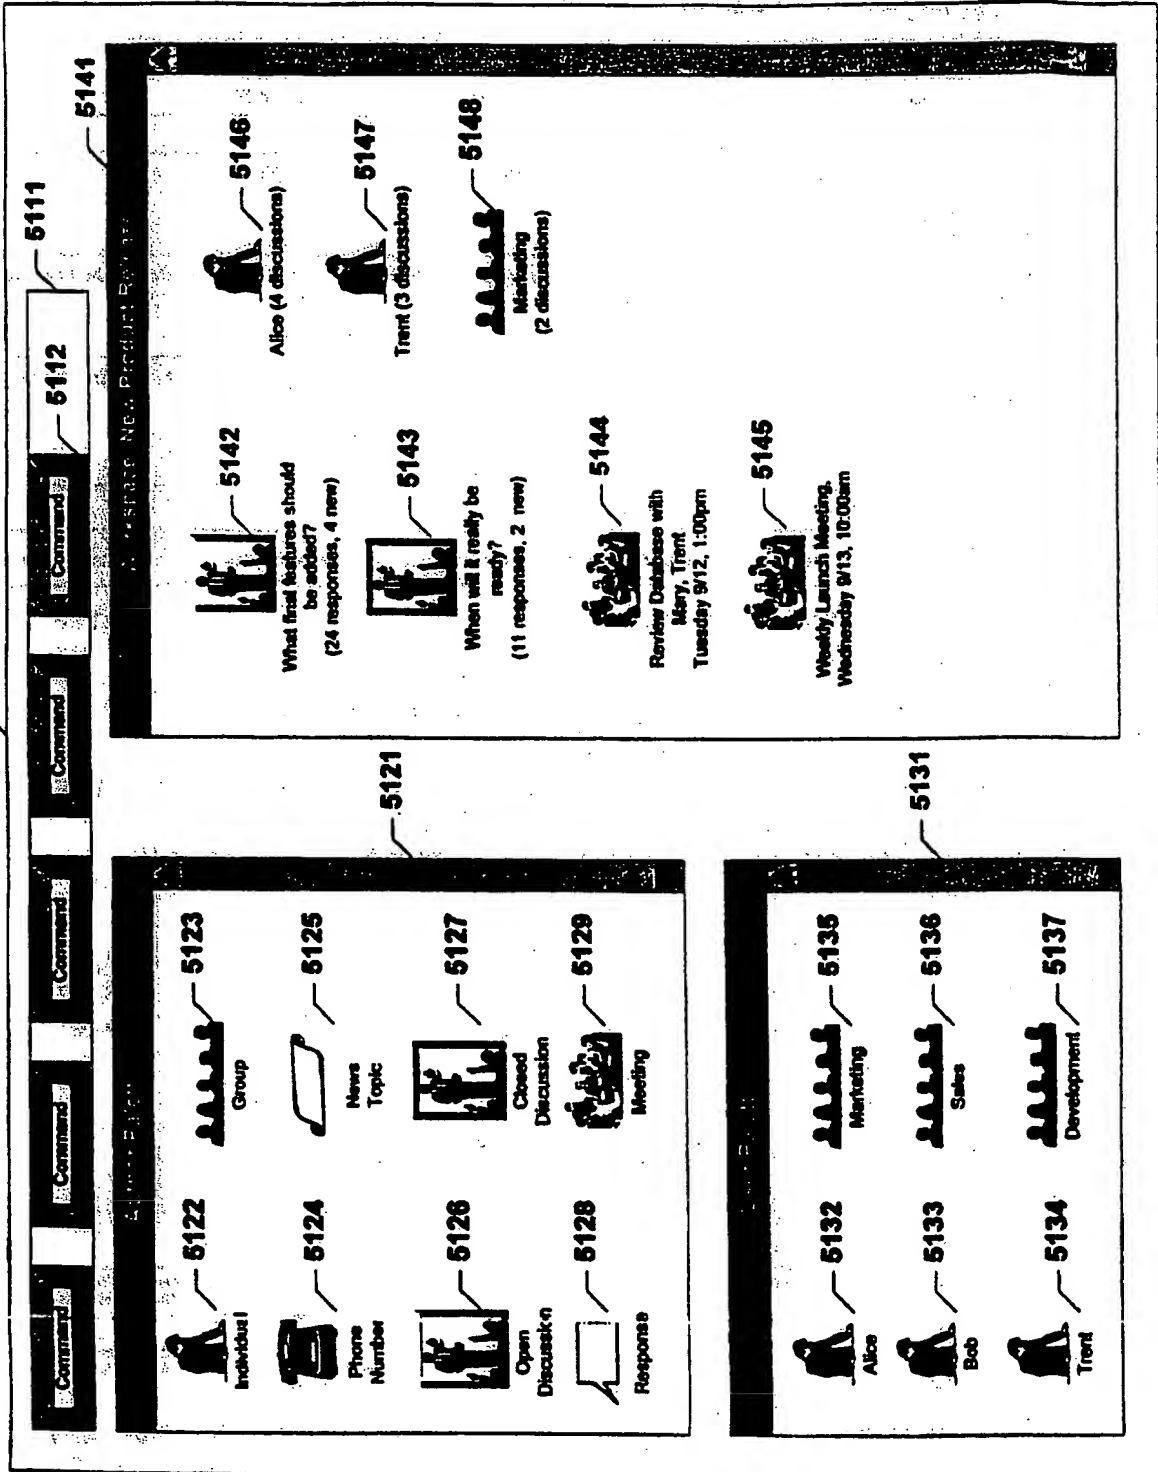 5111
5112
Command
Command
Command
Command
Command
5121
5122
Individual
5123
Group
5124
Phone
Number
5125
News
Topic
5126
Open
Discussion
5127
Closed
Discussion
5128
Response
5129
Meeting
5131
5132
Alice
5135
Marketing
5133
Bob
5136
Sales
5134
Trent
5137
Development
5141
New Product Release
5142
What final features should
be added?
(24 responses, 4 new)
5146
Alice (4 discussions)
5143
When will it really be
ready?
(11 responses, 2 new)
5147
Trent (3 discussions)
5148
Marketing
(2 discussions)
5144
Review Database with
Mary, Trent
Tuesday 9/12, 1:00pm
5145
Weekly Launch Meeting,
Wednesday 9/13, 10:00am